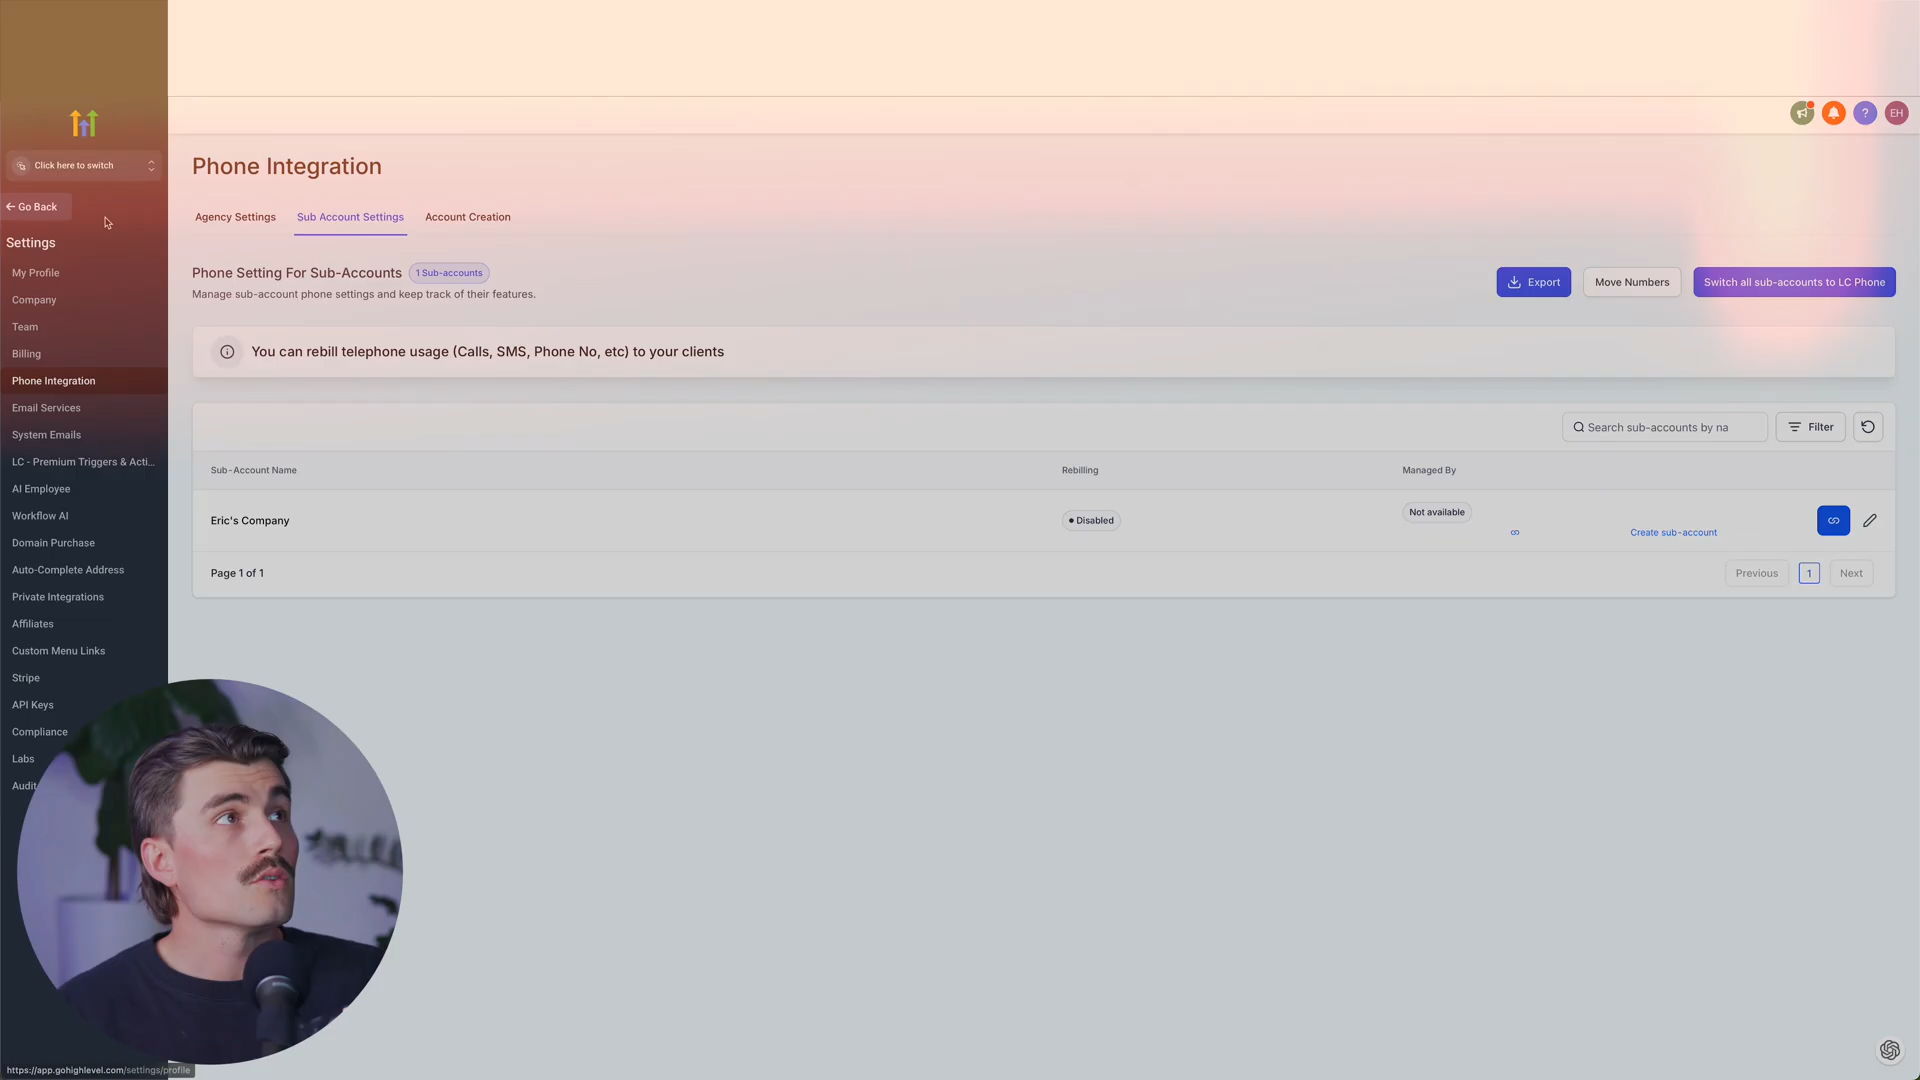 Click here to switch
Go Back
Settings
My Profile
Company
Team
Billing
Phone Integration
Email Services
System Emails
LC - Premium Triggers & Acti...
AI Employee
Workflow AI
Domain Purchase
Auto-Complete Address
Private Integrations
Affiliates
Custom Menu Links
Stripe
API Keys
Compliance
Labs
Audit
https://app.gohighlevel.com/settings/profile
? EH
Phone Integration
Agency Settings Sub Account Settings Account Creation
Phone Setting For Sub-Accounts 1 Sub-accounts
Manage sub-account phone settings and keep track of their features.
Export Move Numbers Switch all sub-accounts to LC Phone
You can rebill telephone usage (Calls, SMS, Phone No, etc) to your clients
Search sub-accounts by na Filter
Sub-Account Name Rebilling Managed By
Eric's Company Disabled Not available
Create sub-account
Page 1 of 1 Previous 1 Next